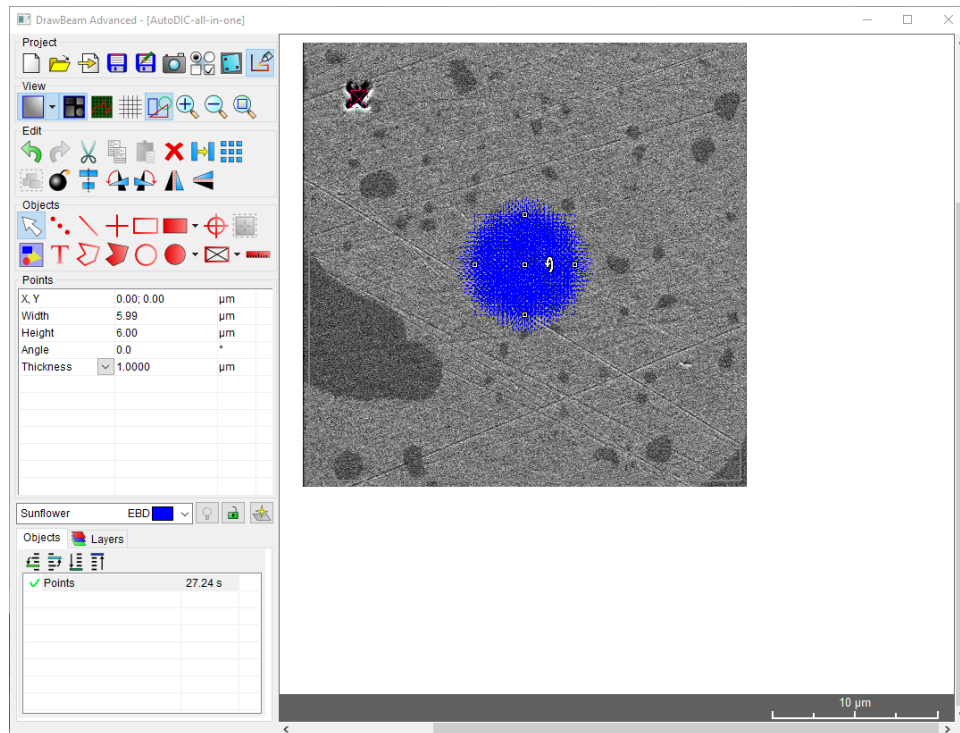 DrawBeam Advanced - [AutoDIC-all-in-one]
Project
View
Edit
Objects
T
Points
X, Y 0.00; 0.00 µm
Width 5.99 µm
Height 6.00 µm
Angle 0.0 °
Thickness 1.0000 µm
Sunflower EBD
Objects Layers
Points 27.24 s
10 µm